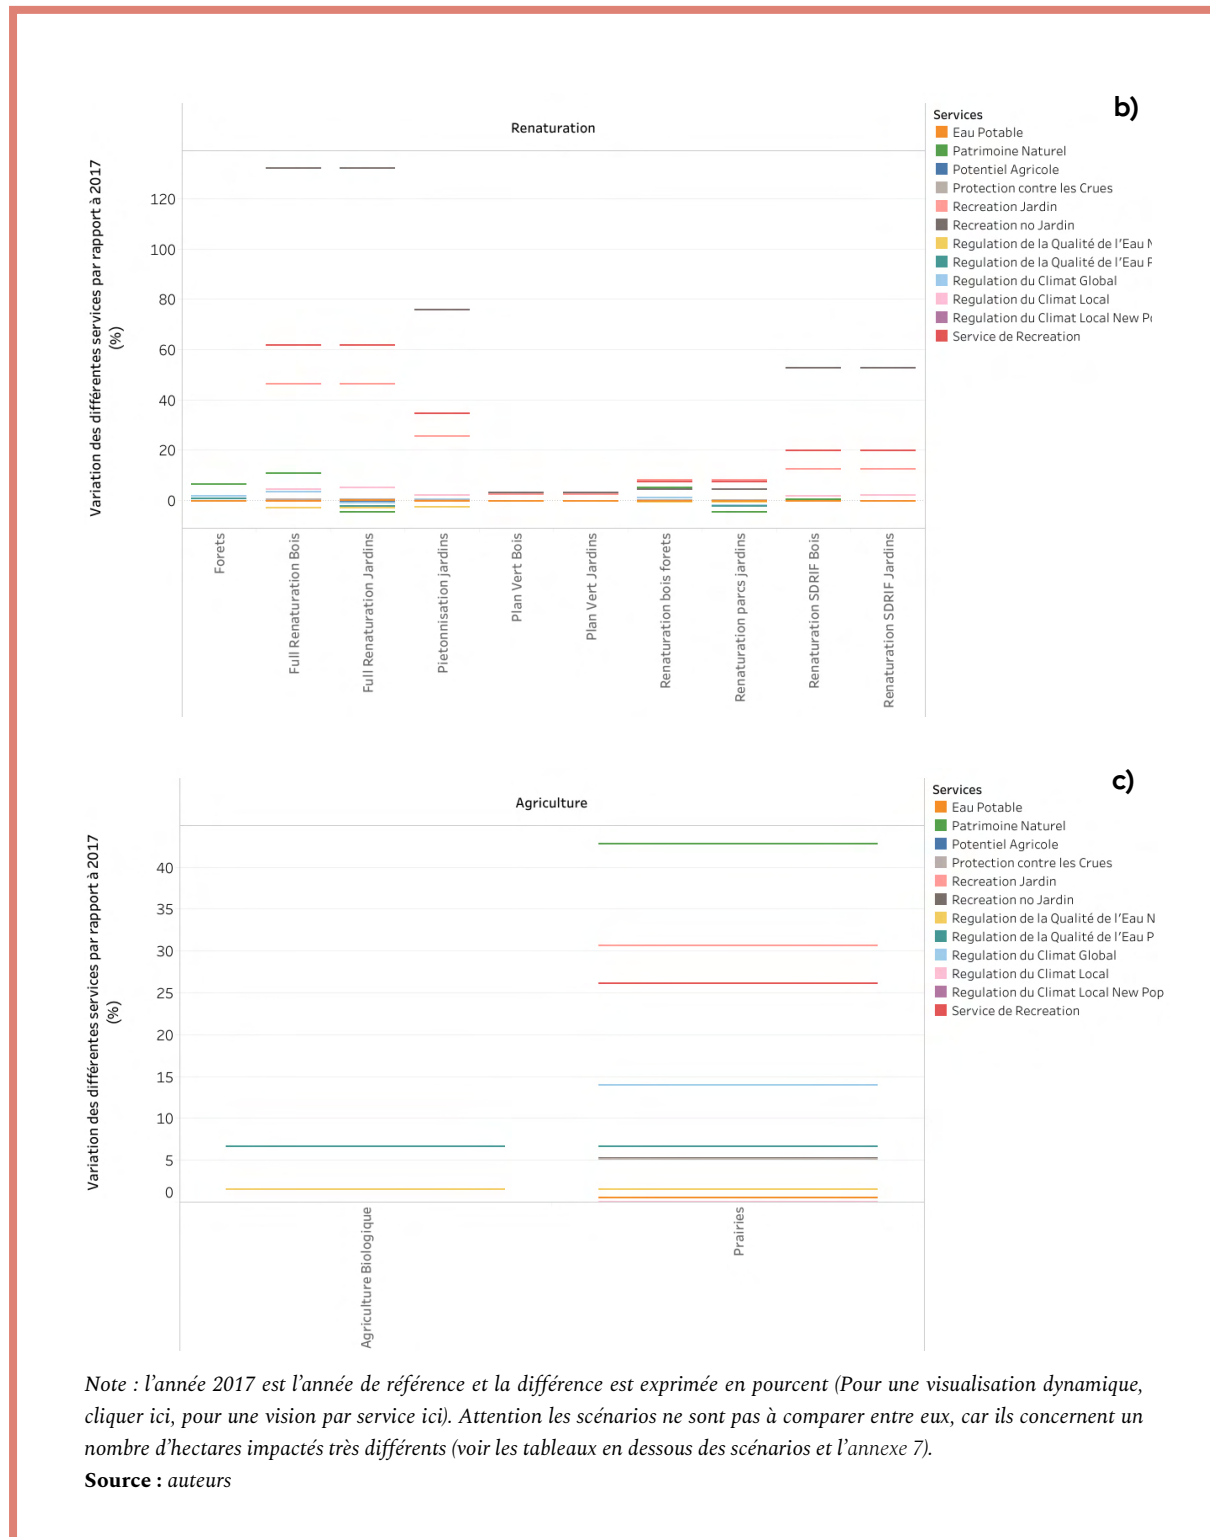 b)
Renaturation
Variation des différentes services par rapport à 2017
(%)
120
100
80
60
40
20
0
Forets
Full Renaturation Bois
Full Renaturation Jardins
Pietonnisation jardins
Plan Vert Bois
Plan Vert Jardins
Renaturation bois forets
Renaturation parcs jardins
Renaturation SDRIF Bois
Renaturation SDRIF Jardins
Services
Eau Potable
Patrimoine Naturel
Potentiel Agricole
Protection contre les Crues
Recreation Jardin
Recreation no Jardin
Regulation de la Qualité de l'Eau N
Regulation de la Qualité de l'Eau P
Regulation du Climat Global
Regulation du Climat Local
Regulation du Climat Local New Po
Service de Recreation
c)
Agriculture
Variation des différentes services par rapport à 2017
(%)
40
35
30
25
20
15
10
5
0
Agriculture Biologique
Prairies
Services
Eau Potable
Patrimoine Naturel
Potentiel Agricole
Protection contre les Crues
Recreation Jardin
Recreation no Jardin
Regulation de la Qualité de l'Eau N
Regulation de la Qualité de l'Eau P
Regulation du Climat Global
Regulation du Climat Local
Regulation du Climat Local New Pop
Service de Recreation
Note : l'année 2017 est l'année de référence et la différence est exprimée en pourcent (Pour une visualisation dynamique,
cliquer ici, pour une vision par service ici). Attention les scénarios ne sont pas à comparer entre eux, car ils concernent un
nombre d'hectares impactés très différents (voir les tableaux en dessous des scénarios et l'annexe 7).
Source : auteurs